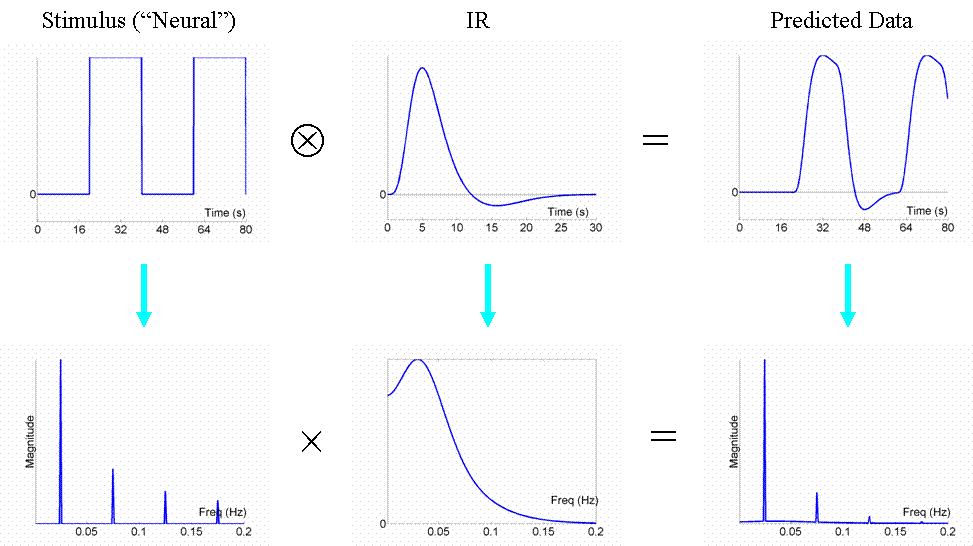 Stimulus (“Neural”) IR Predicted Data
0 0 0
Time (s) Time (s) Time (s)
0 16 32 48 64 80 0 5 10 15 20 25 30 0 16 32 48 64 80
⊗ =
Magnitude Magnitude
× =
Freq (Hz) Freq (Hz) Freq (Hz)
0
0.05 0.1 0.15 0.2 0.05 0.1 0.15 0.2 0.05 0.1 0.15 0.2